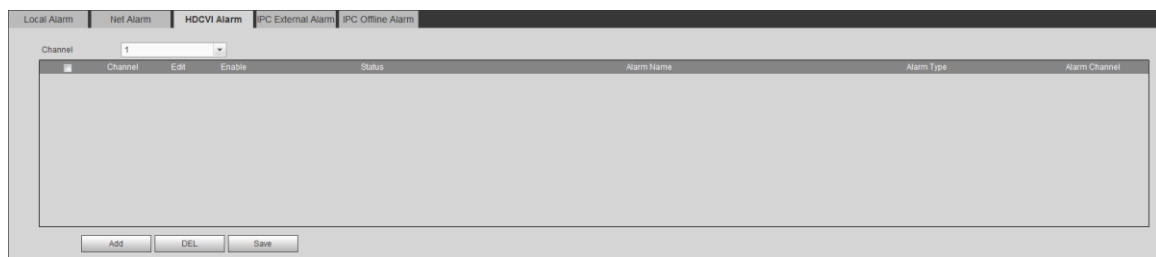 Local Alarm Net Alarm HDCVI Alarm IPC External Alarm IPC Offline Alarm
Channel 1
Channel Edit Enable Status Alarm Name Alarm Type Alarm Channel
Add DEL Save